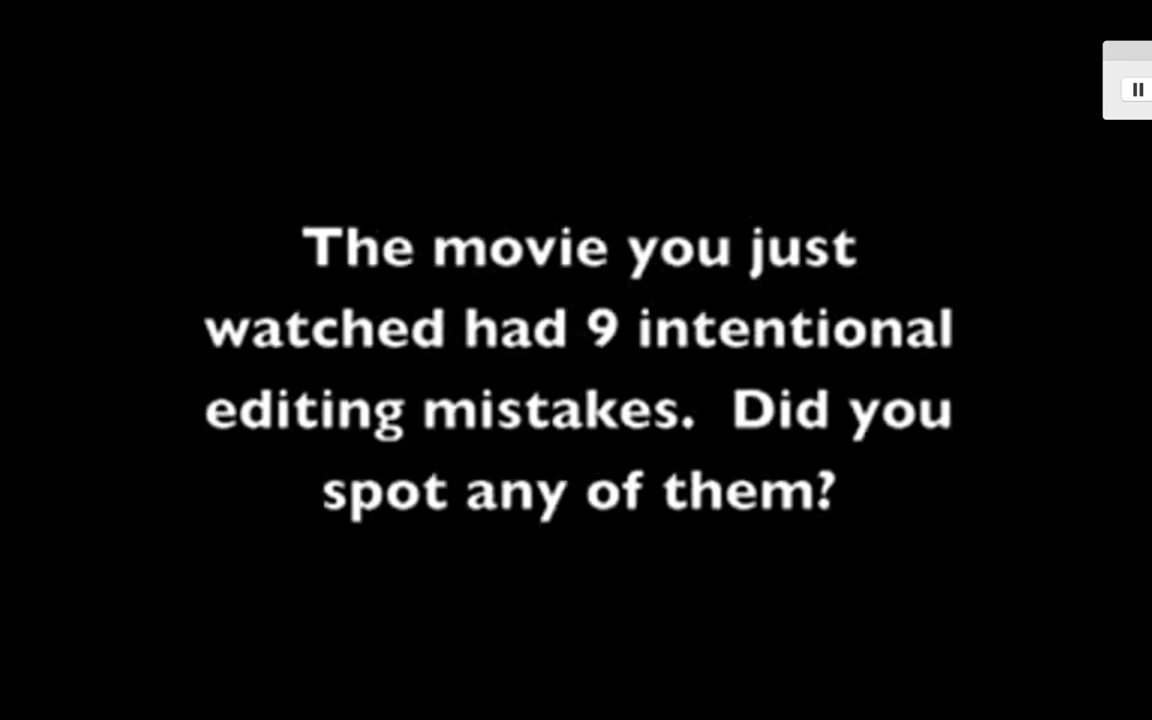 The movie you just
watched had 9 intentional
editing mistakes.  Did you
spot any of them?